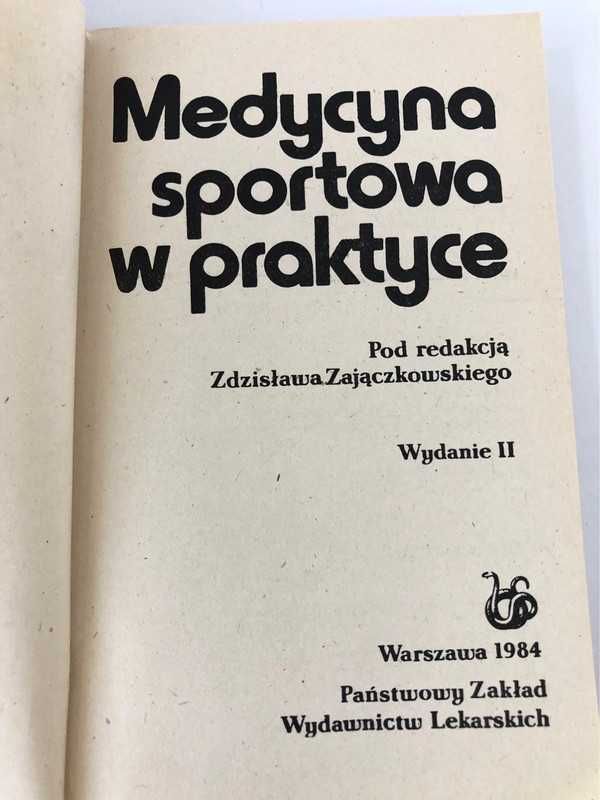 Medycyna
sportowa
w praktyce
Pod redakcją
Zdzisława Zajączkowskiego
Wydanie II
Warszawa 1984
Państwowy Zakład
Wydawnictw Lekarskich